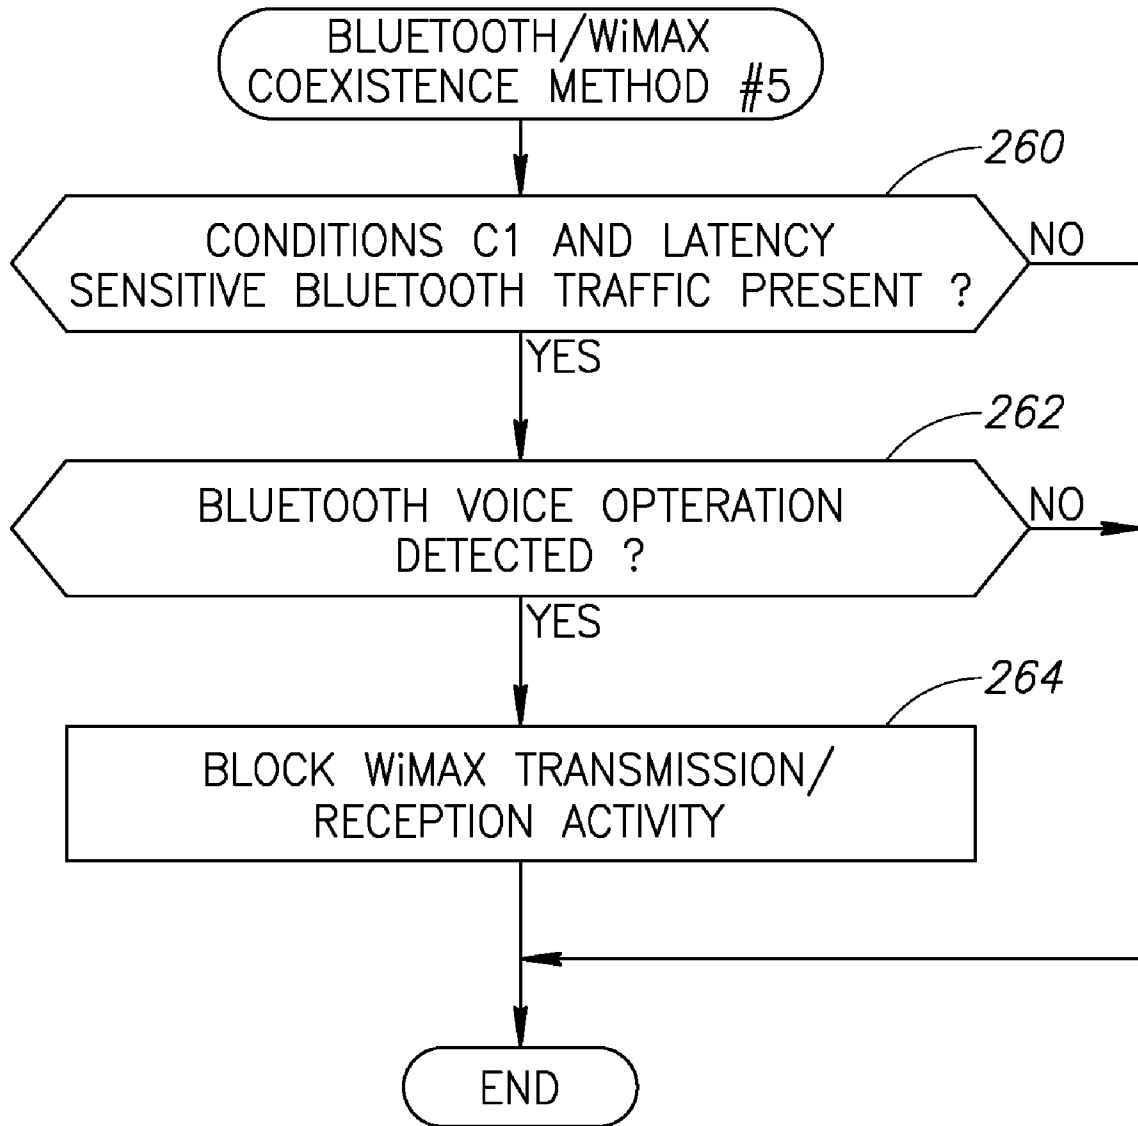 BLUETOOTH/WiMAX
COEXISTENCE METHOD #5
260
CONDITIONS C1 AND LATENCY
SENSITIVE BLUETOOTH TRAFFIC PRESENT ?
NO
YES
262
BLUETOOTH VOICE OPTERATION
DETECTED ?
NO
YES
264
BLOCK WiMAX TRANSMISSION/
RECEPTION ACTIVITY
END